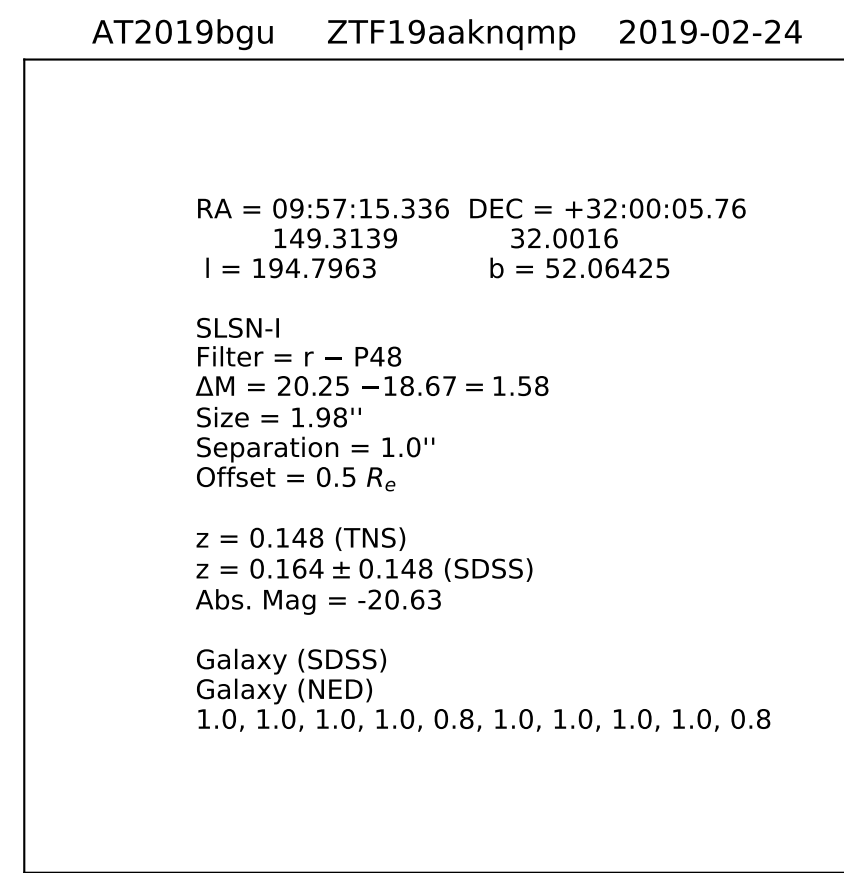 AT2019bgu ZTF19aaknqmp 2019-02-24
RA = 09:57:15.336 DEC = +32:00:05.76
149.3139 32.0016
l = 194.7963 b = 52.06425
SLSN-I
Filter = r − P48
ΔM = 20.25 −18.67 = 1.58
Size = 1.98''
Separation = 1.0''
Offset = 0.5 Rₑ
z = 0.148 (TNS)
z = 0.164 ± 0.148 (SDSS)
Abs. Mag = -20.63
Galaxy (SDSS)
Galaxy (NED)
1.0, 1.0, 1.0, 1.0, 0.8, 1.0, 1.0, 1.0, 1.0, 0.8